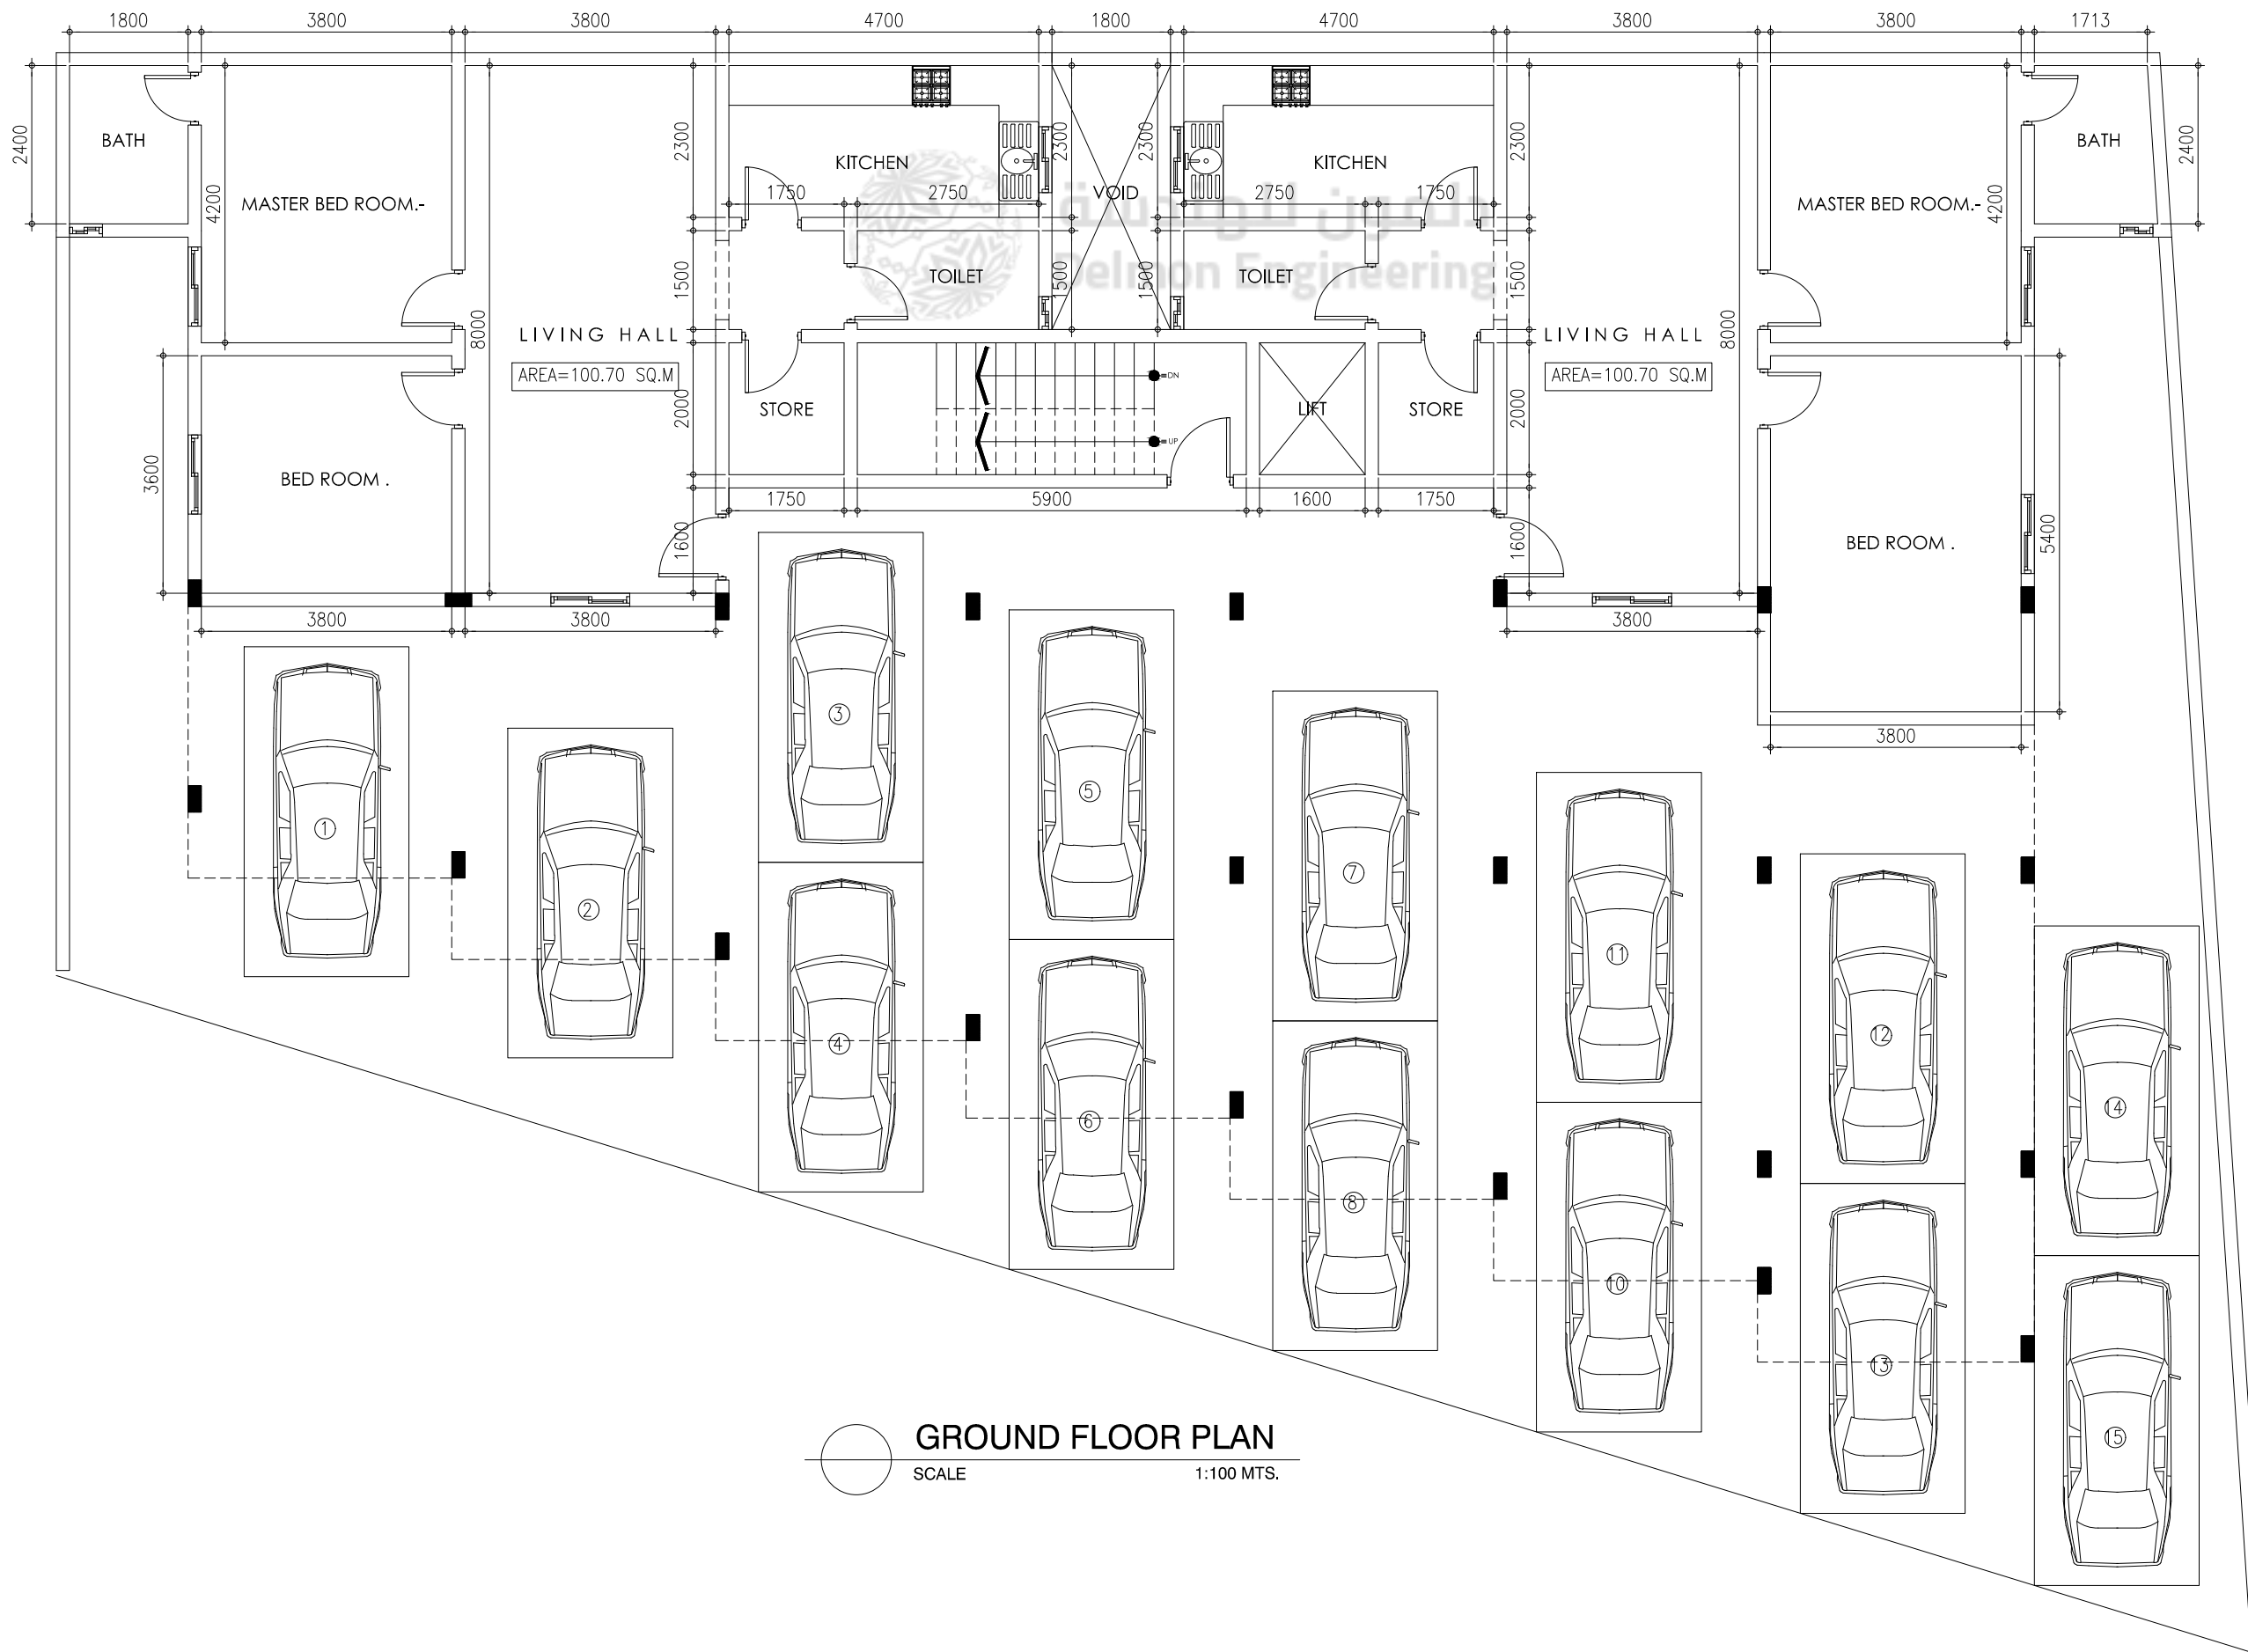 1800 3800 3800 4700 1800 4700 3800 3800 1713
2400 BATH BATH 2400
2300 2300 2300 2300
KITCHEN KITCHEN
1750 2750 VOID 2750 1750
دلمون للهندسة
Delmon Engineering
MASTER BED ROOM.- 4200 MASTER BED ROOM.- 4200
1500 TOILET 1500 1500 TOILET 1500
8000 LIVING HALL LIVING HALL 8000
AREA=100.70 SQ.M AREA=100.70 SQ.M
DN
2000 STORE LIFT STORE 2000
UP
3600 BED ROOM .
1750 5900 1600 1750
1600 1600 BED ROOM . 5400
3800 3800 3800
3800
3
5
1
7
2
11
12
4
14
6
8
10
13
15
GROUND FLOOR PLAN
SCALE 1:100 MTS.